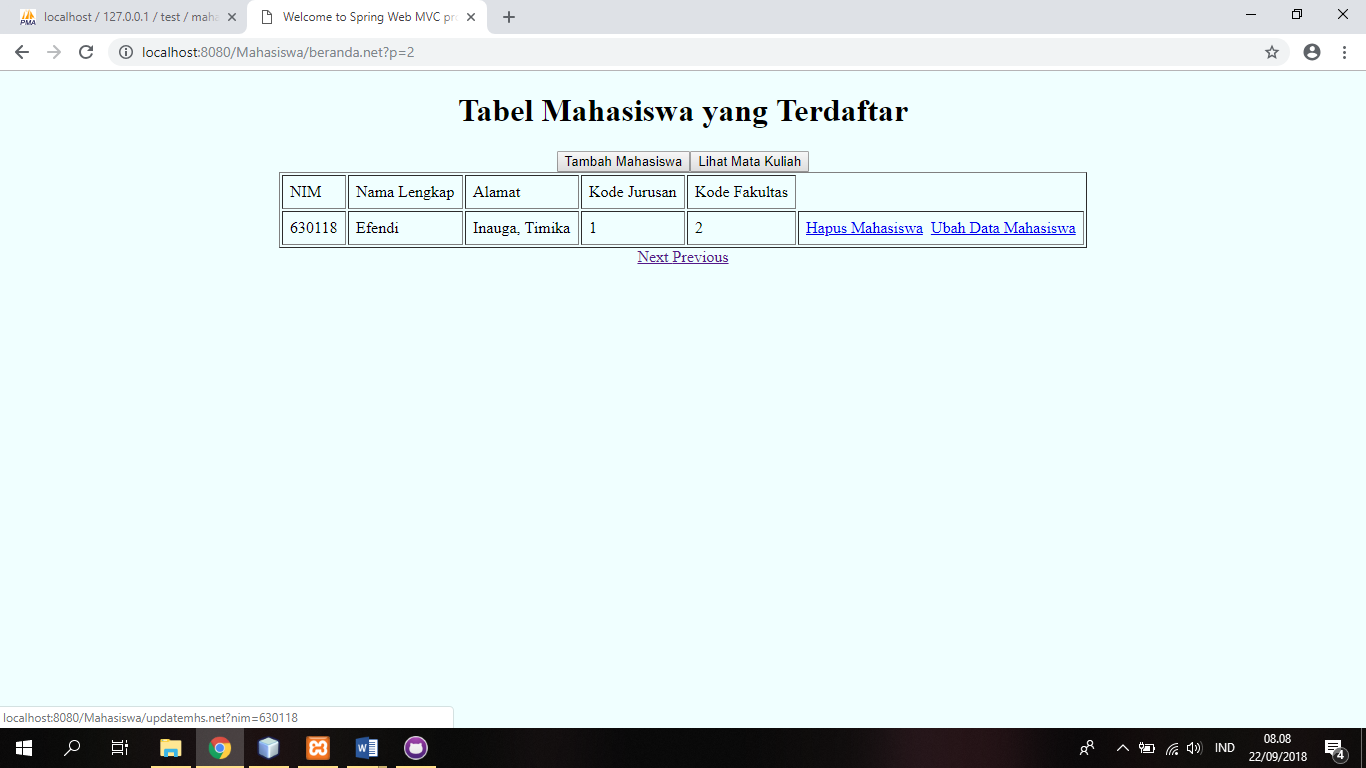 localhost / 127.0.0.1 / test / maha
Welcome to Spring Web MVC pro
localhost:8080/Mahasiswa/beranda.net?p=2
Tabel Mahasiswa yang Terdaftar
Tambah Mahasiswa Lihat Mata Kuliah
NIM Nama Lengkap Alamat Kode Jurusan Kode Fakultas
630118 Efendi Inauga, Timika 1 2 Hapus Mahasiswa Ubah Data Mahasiswa
Next Previous
localhost:8080/Mahasiswa/updatemhs.net?nim=630118
IND
08.08
22/09/2018
4